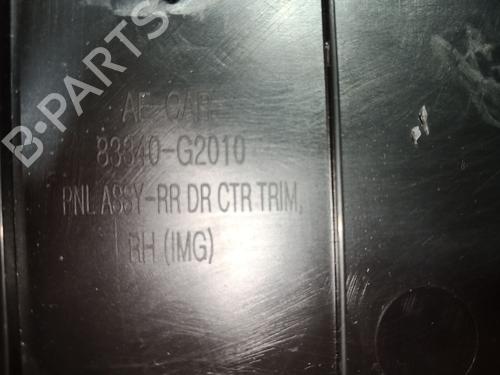 B-PARTS
AE-CAR
83340-G2010
PNL ASSY-RR DR CTR TRIM,
RH (IMG)